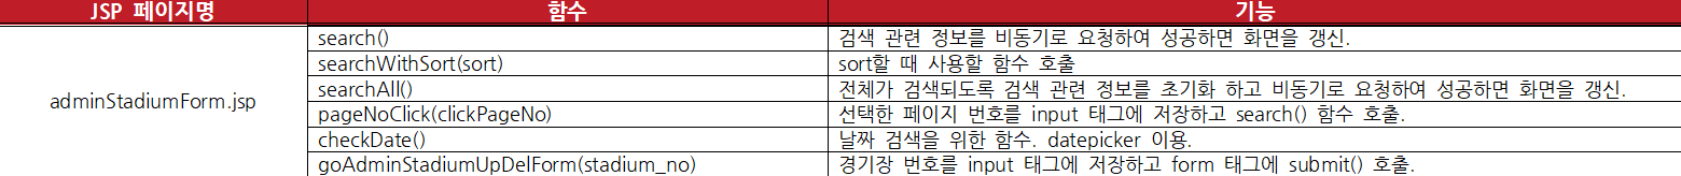 JSP 페이지명 함수 기능
search() 검색 관련 정보를 비동기로 요청하여 성공하면 화면을 갱신.
searchWithSort(sort) sort할 때 사용할 함수 호출
searchAll() 전체가 검색되도록 검색 관련 정보를 초기화 하고 비동기로 요청하여 성공하면 화면을 갱신.
adminStadiumForm.jsp
pageNoClick(clickPageNo) 선택한 페이지 번호를 input 태그에 저장하고 search() 함수 호출.
checkDate() 날짜 검색을 위한 함수. datepicker 이용.
goAdminStadiumUpDelForm(stadium_no) 경기장 번호를 input 태그에 저장하고 form 태그에 submit() 호출.